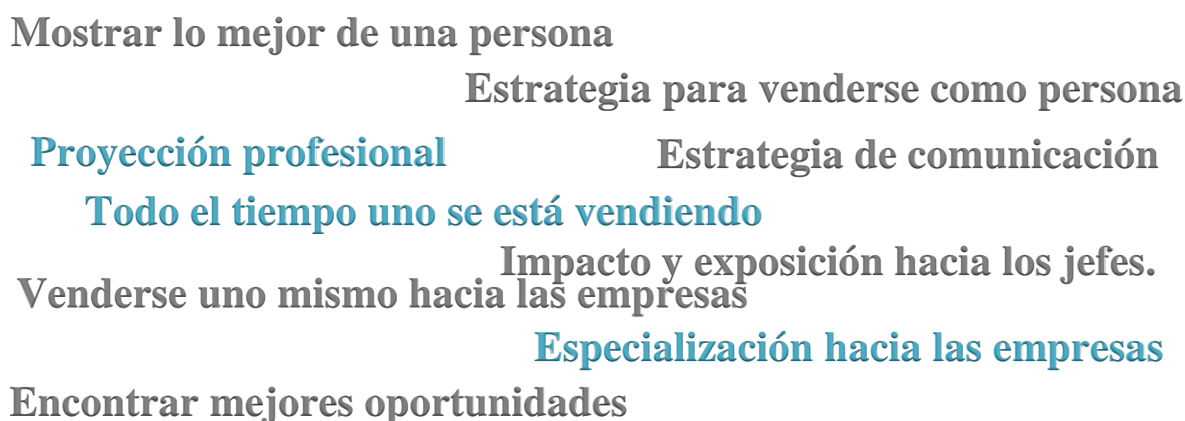 Mostrar lo mejor de una persona
Estrategia para venderse como persona
Proyección profesional
Estrategia de comunicación
Todo el tiempo uno se está vendiendo
Impacto y exposición hacia los jefes.
Venderse uno mismo hacia las empresas
Especialización hacia las empresas
Encontrar mejores oportunidades